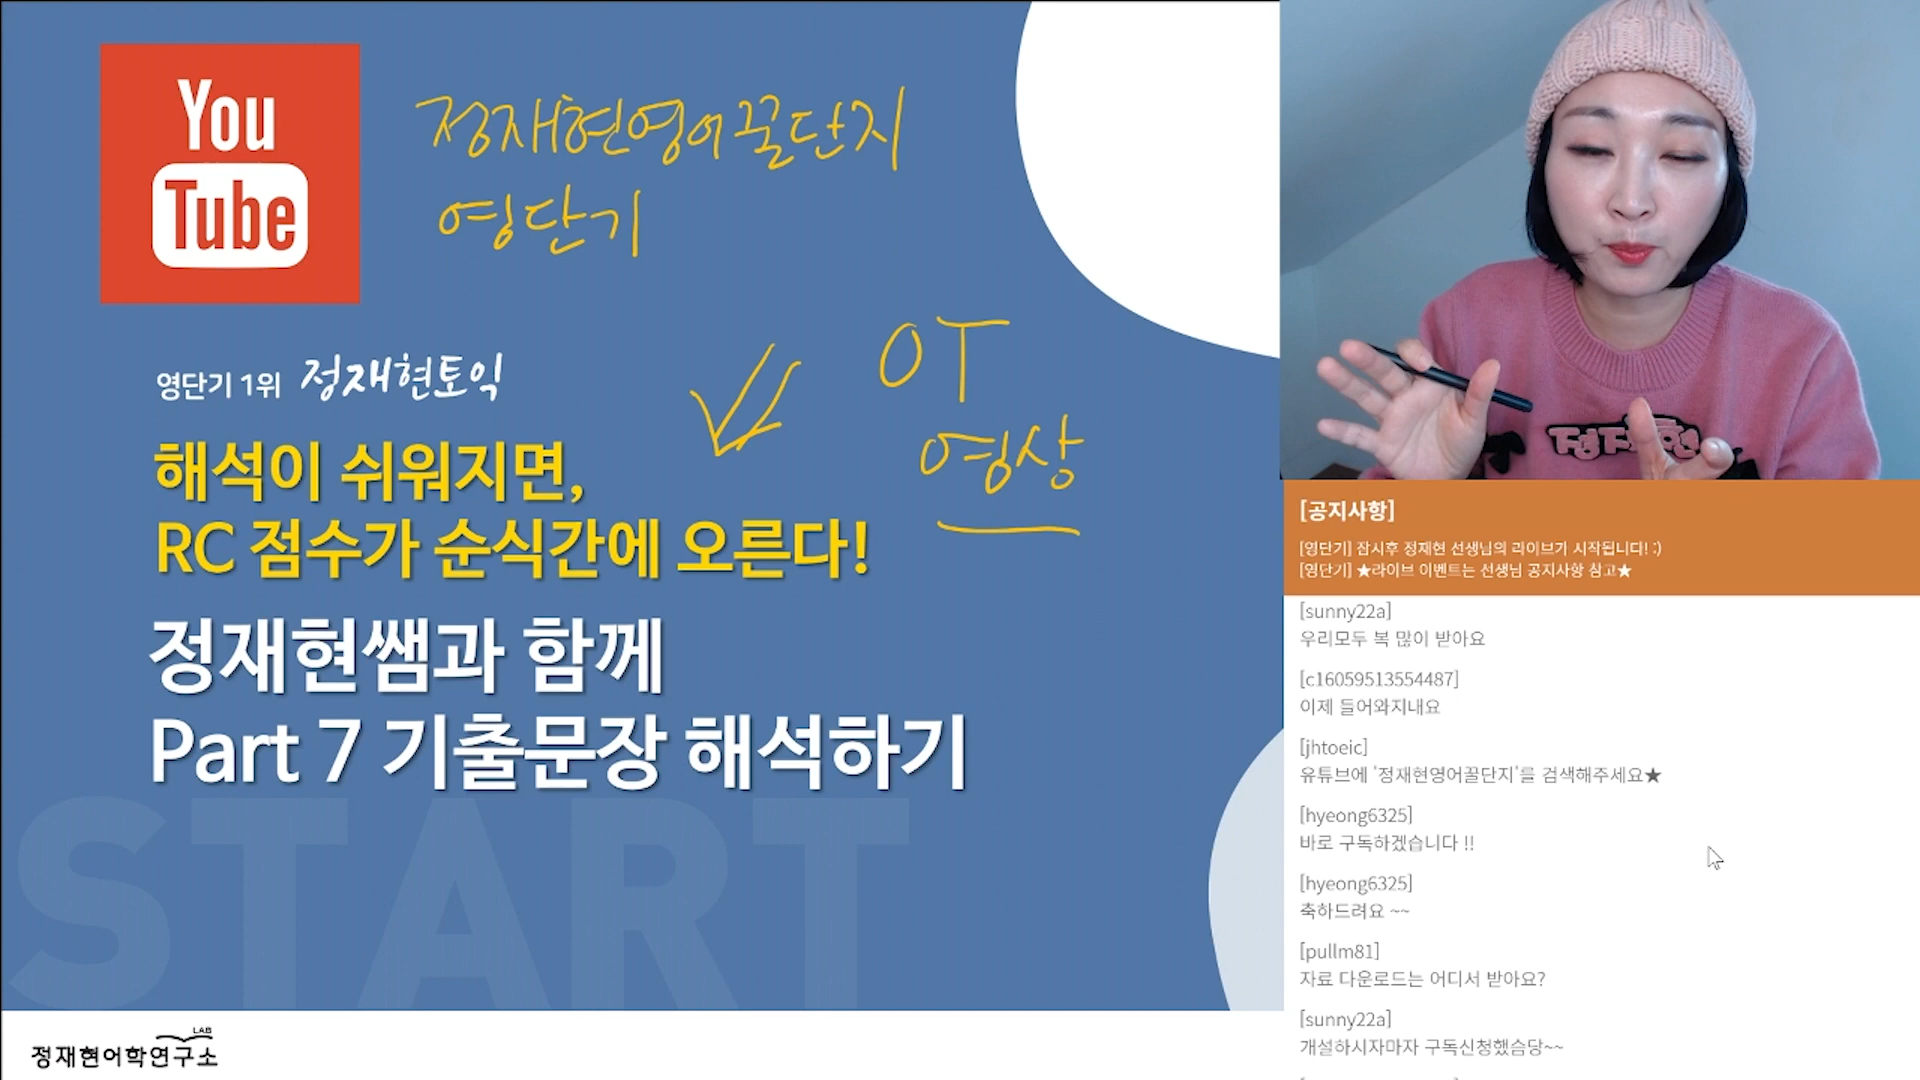 You
Tube
정재현영어꿀단지
영단기
OT
영상
영단기 1위 정재현토익
해석이 쉬워지면,
RC 점수가 순식간에 오른다!
정재현쌤과 함께
Part 7 기출문장 해석하기
START
LAB
정재현어학연구소
정재현
[공지사항]
[영단기] 잠시후 정재현 선생님의 라이브가 시작됩니다! :)
[영단기] ★라이브 이벤트는 선생님 공지사항 참고★
[sunny22a]
우리모두 복 많이 받아요
[c16059513554487]
이제 들어와지내요
[jhtoeic]
유튜브에 '정재현영어꿀단지'를 검색해주세요★
[hyeong6325]
바로 구독하겠습니다 !!
[hyeong6325]
축하드려요 ~~
[pullm81]
자료 다운로드는 어디서 받아요?
[sunny22a]
개설하시자마자 구독신청했슴당~~